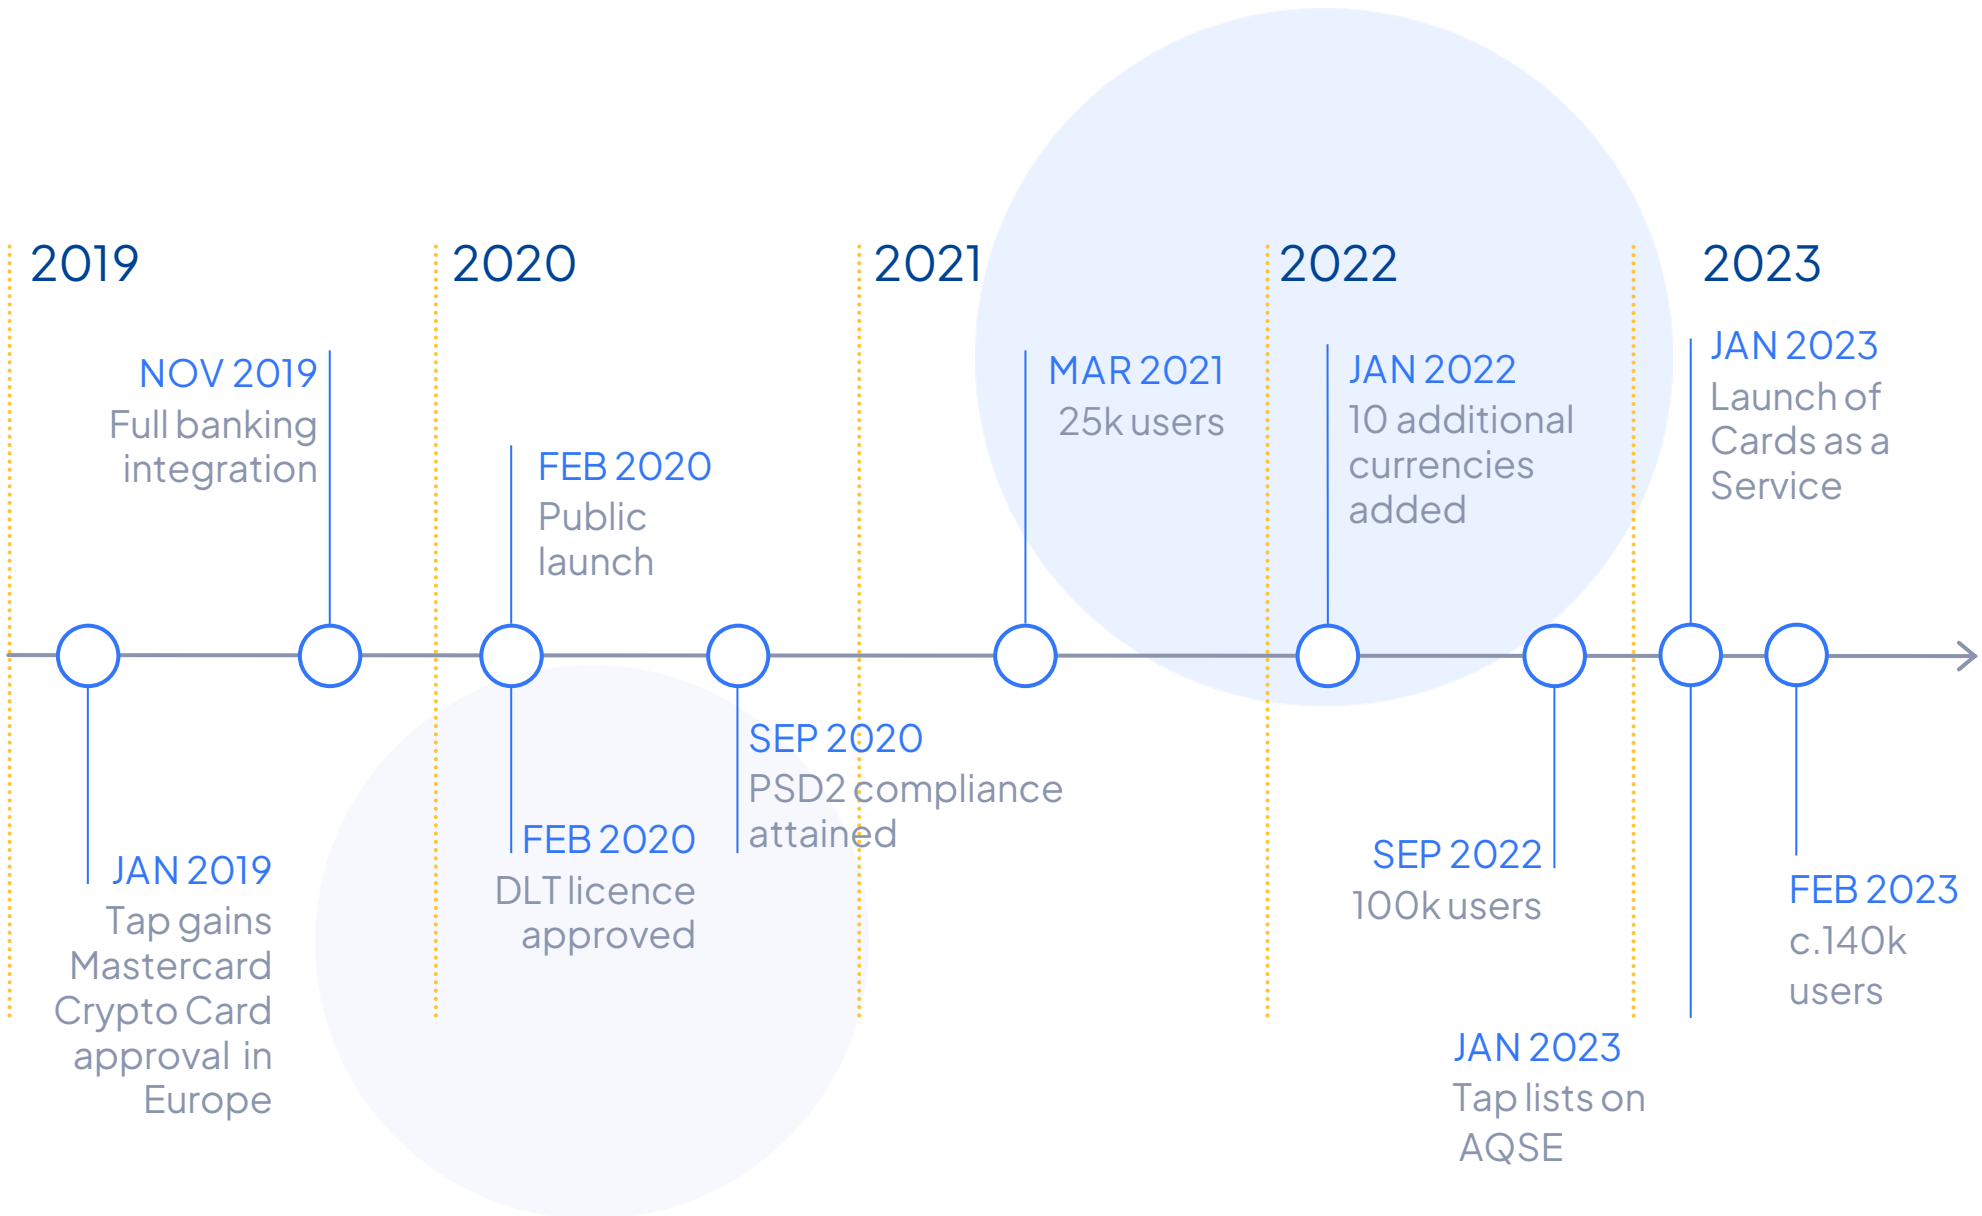 2019
2020
2021
2022
2023
NOV 2019
Full banking
integration
FEB 2020
Public
launch
MAR 2021
25k users
JAN 2022
10 additional
currencies
added
JAN 2023
Launch of
Cards as a
Service
JAN 2019
Tap gains
Mastercard
Crypto Card
approval in
Europe
FEB 2020
DLT licence
approved
SEP 2020
PSD2 compliance
attained
SEP 2022
100k users
JAN 2023
Tap lists on
AQSE
FEB 2023
c.140k
users